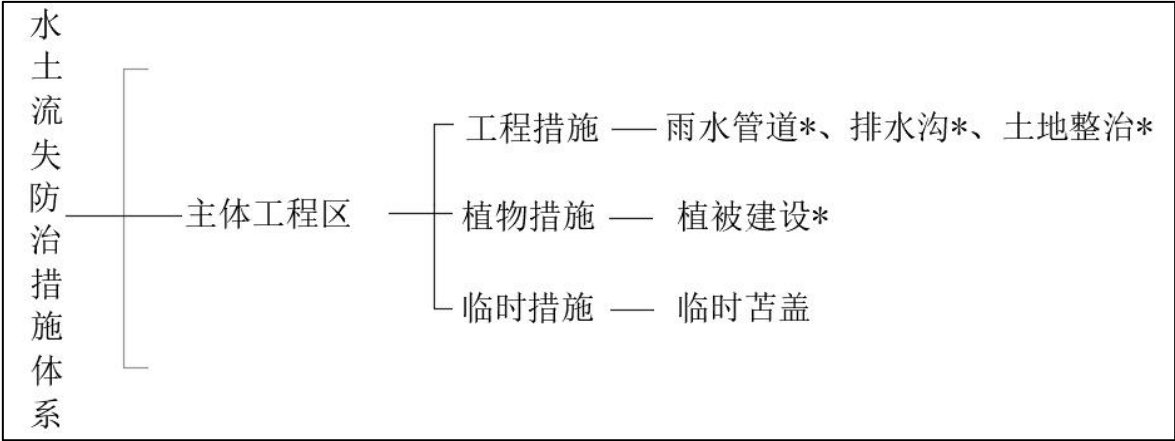 水土流失防治措施体系
主体工程区
工程措施 — 雨水管道*、排水沟*、土地整治*
植物措施 — 植被建设*
临时措施 — 临时苫盖